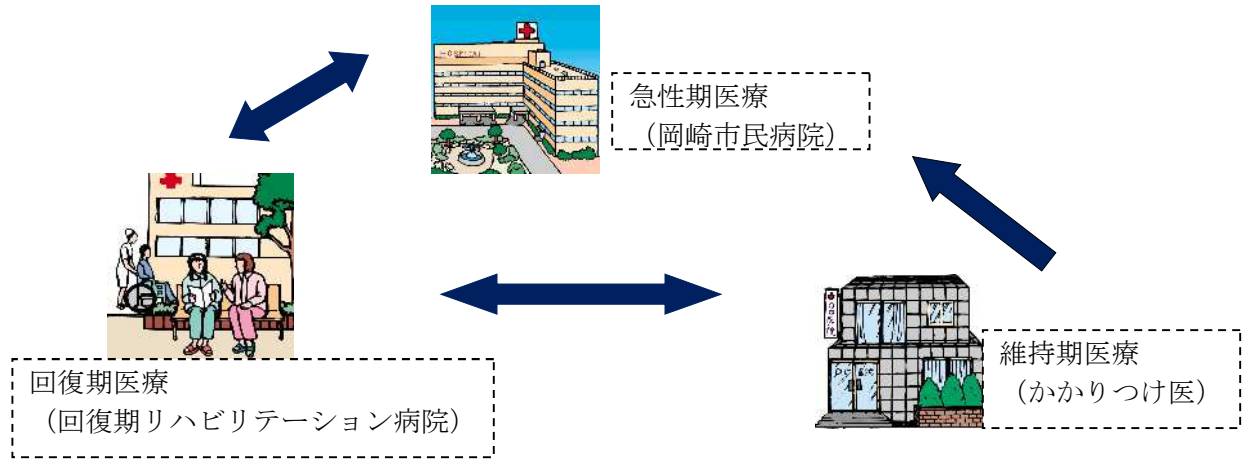 HOSPITAL
急性期医療
（岡崎市民病院）
回復期医療
（回復期リハビリテーション病院）
維持期医療
（かかりつけ医）